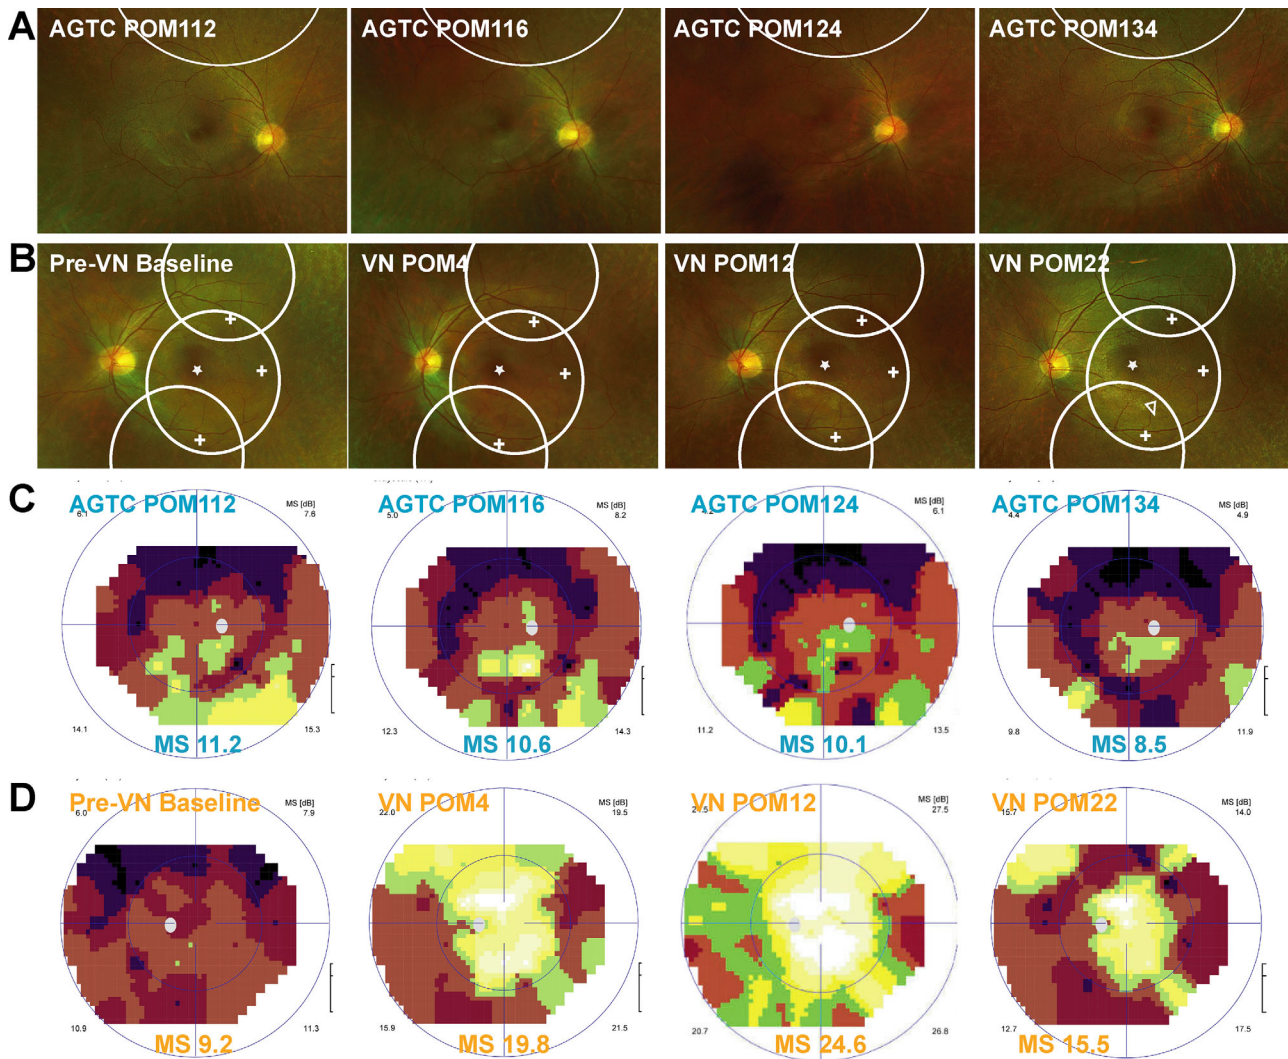 A
AGTC POM112
AGTC POM116
AGTC POM124
AGTC POM134
B
Pre-VN Baseline
VN POM4
VN POM12
VN POM22
C
AGTC POM112
MS [dB]
6.1
7.6
14.1
15.3
MS 11.2
AGTC POM116
MS [dB]
5.0
8.2
12.3
14.3
MS 10.6
AGTC POM124
MS [dB]
4.2
6.1
11.2
13.5
MS 10.1
AGTC POM134
MS [dB]
4.4
4.9
9.8
11.9
MS 8.5
D
Pre-VN Baseline
MS [dB]
6.0
7.9
10.9
11.3
MS 9.2
VN POM4
MS [dB]
22.0
19.5
15.9
21.5
MS 19.8
VN POM12
MS [dB]
27.5
20.7
26.8
MS 24.6
VN POM22
MS [dB]
15.7
14.0
12.7
17.5
MS 15.5